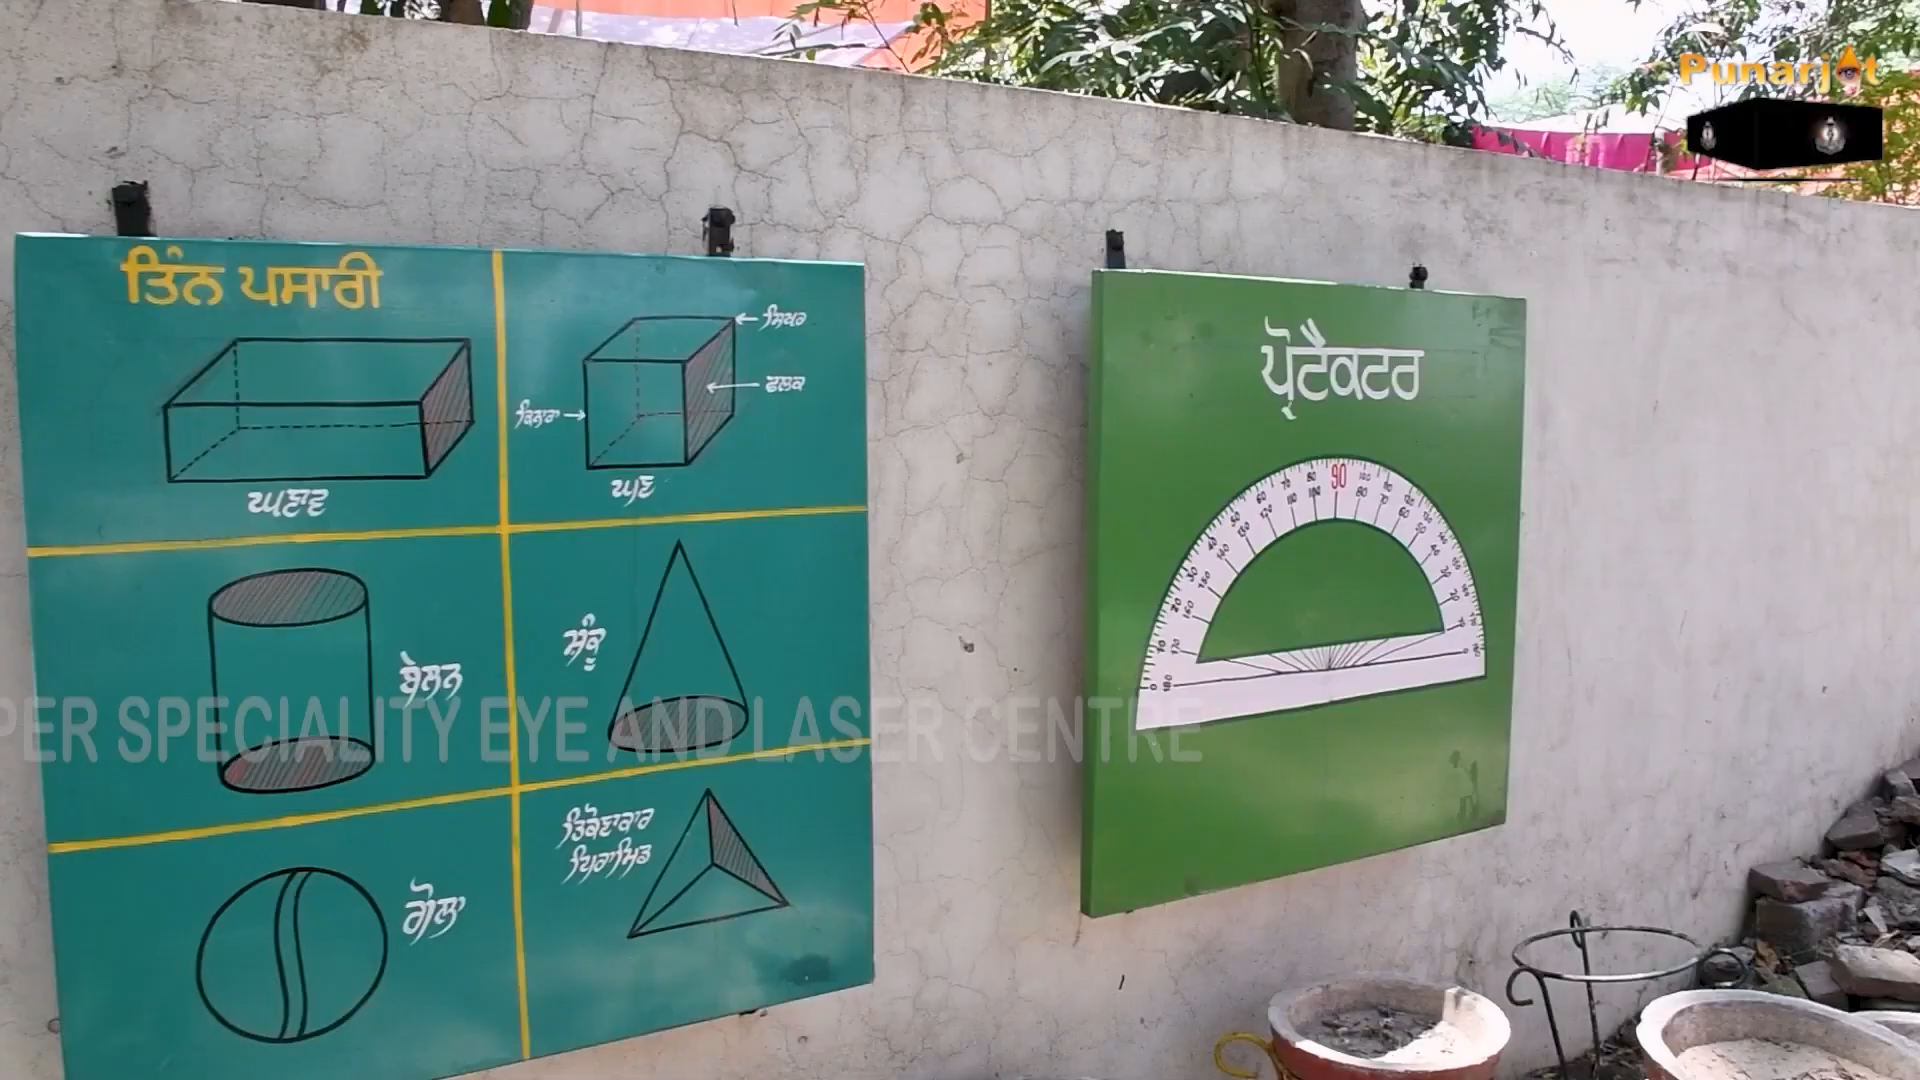 Punarjot
ਤਿੰਨ ਪਸਾਰੀ
ਘਣਾਵ
ਸਿਖਰ
ਫਲਕ
ਕਿਨਾਰਾ
ਘਣ
ਬੇਲਨ
ਸ਼ੰਕੂ
ਗੋਲਾ
ਤਿਕੋਣਾਕਾਰ
ਪਿਰਾਮਿਡ
ਪ੍ਰੋਟੈਕਟਰ
90
PER SPECIALITY EYE AND LASER CENTRE